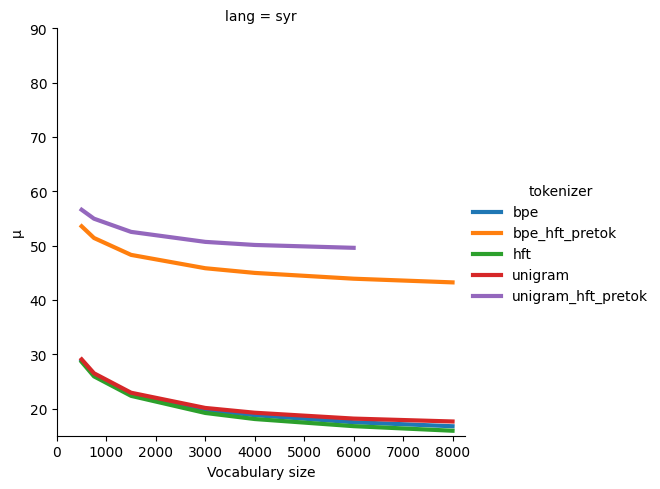 lang = syr
90
80
70
60
50
40
30
20
μ
0 1000 2000 3000 4000 5000 6000 7000 8000
Vocabulary size
tokenizer
bpe
bpe_hft_pretok
hft
unigram
unigram_hft_pretok